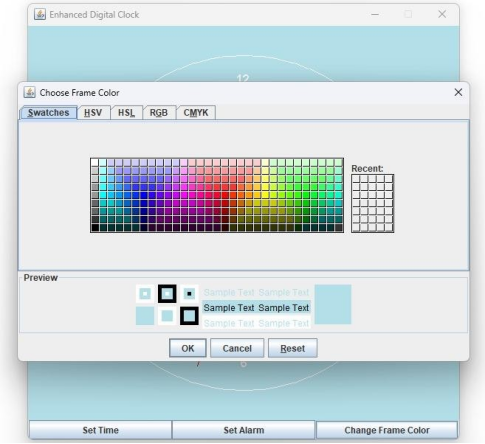 Enhanced Digital Clock
12
Choose Frame Color
Swatches HSV HSL RGB CMYK
Recent:
Preview
Sample Text Sample Text
Sample Text Sample Text
Sample Text Sample Text
OK Cancel Reset
6
Set Time Set Alarm Change Frame Color